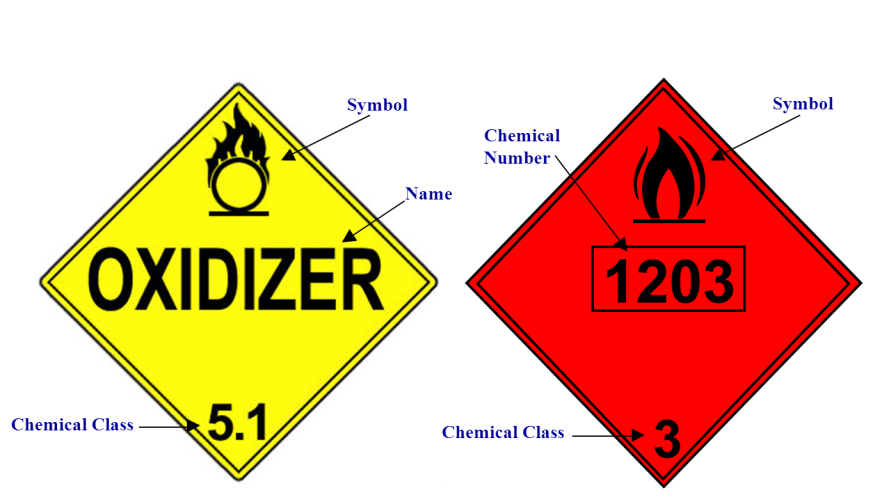 Symbol
Name
OXIDIZER
Chemical Class
5.1
Symbol
Chemical
Number
1203
Chemical Class
3